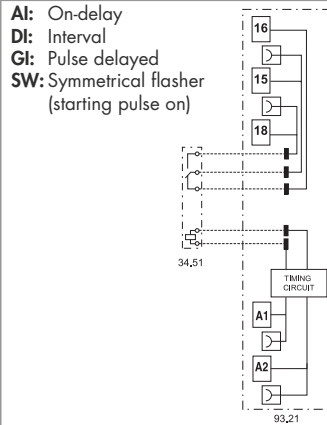 AI: On-delay
DI: Interval
GI: Pulse delayed
SW: Symmetrical flasher
(starting pulse on)
16
15
18
34.51
TIMING
CIRCUIT
A1
A2
93.21